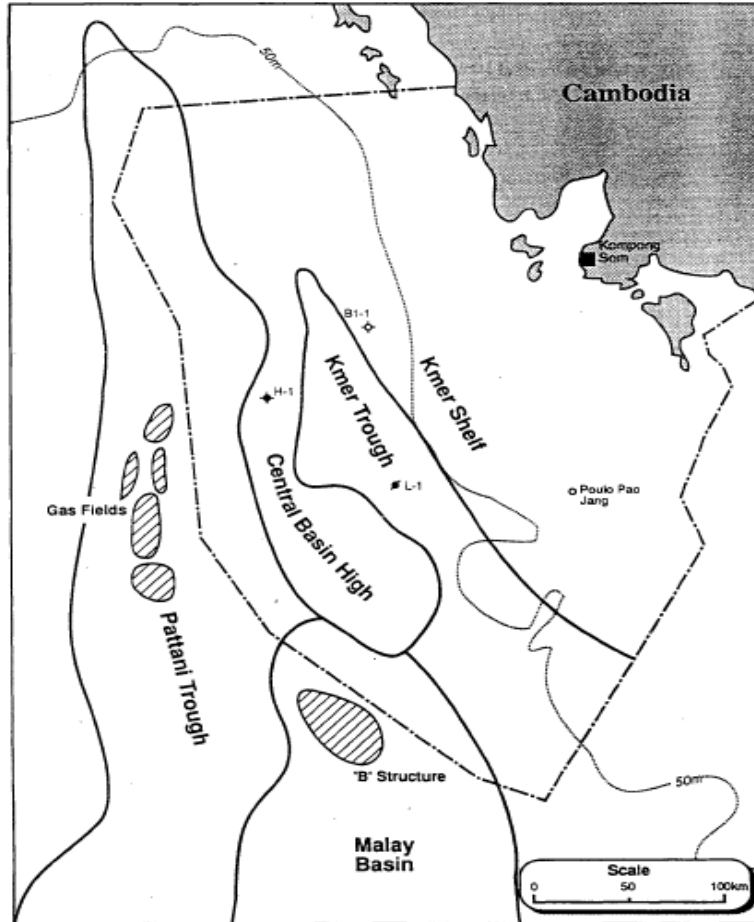 50m
Cambodia
Kompong
Som
B1-1
H-1
Kmer Trough
Kmer Shelf
L-1
Poulo Pao
Jang
Gas Fields
Central Basin High
Pattani Trough
"B" Structure
50m
Malay
Basin
Scale
0 50 100km